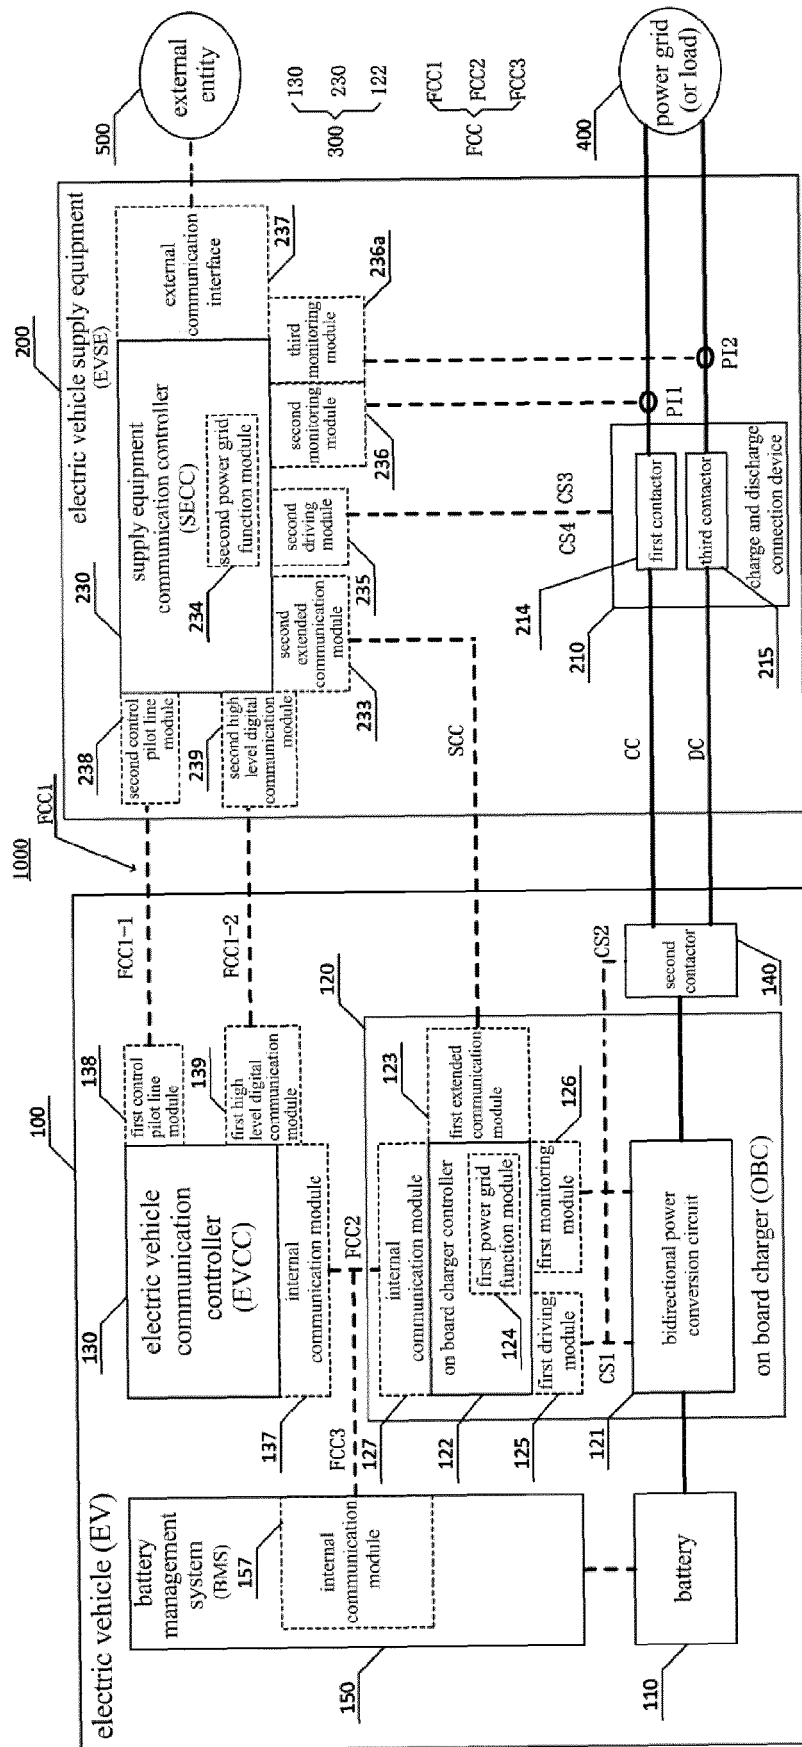 electric vehicle (EV)
100
1000
FCC1
electric vehicle supply equipment
(EVSE)
200
500
external
entity
300
130
230
122
FCC
FCC1
FCC2
FCC3
400
power grid
(or load)
battery
management
system
(BMS)
157
internal
communication
module
150
battery
110
130
electric vehicle
communication
controller
(EVCC)
first control
pilot line
module
138
139
first high
level digital
communication
module
internal
communication module
137
FCC1-1
FCC1-2
FCC2
FCC3
120
internal
communication module
127
on board charger controller
122
first power grid
function module
124
first extended
communication
module
123
first driving
module
125
first monitoring
module
126
CS1
CS2
bidirectional power
conversion circuit
121
on board charger (OBC)
second
contactor
140
230
supply equipment
communication controller
(SECC)
second power grid
function module
234
second control
pilot line
module
238
second high
level digital
communication
module
239
second
extended
communication
module
233
second
driving
module
235
second
monitoring
module
236
third
monitoring
module
236a
external
communication
interface
237
SCC
CS4
CS3
CC
DC
first contactor
214
third contactor
215
210
charge and discharge
connection device
PI1
PI2